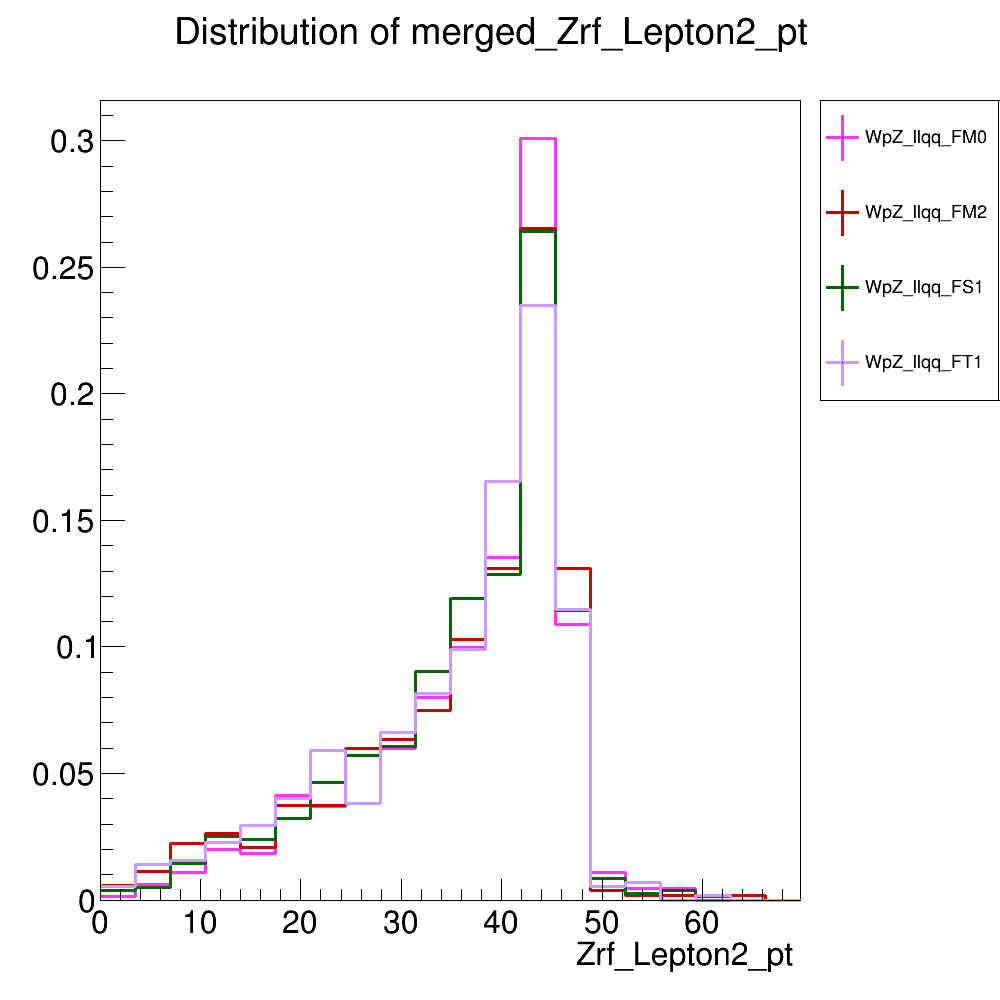 Distribution of merged_Zrf_Lepton2_pt
0.3
0.25
0.2
0.15
0.1
0.05
0
0 10 20 30 40 50 60
Zrf_Lepton2_pt
WpZ_llqq_FM0
WpZ_llqq_FM2
WpZ_llqq_FS1
WpZ_llqq_FT1